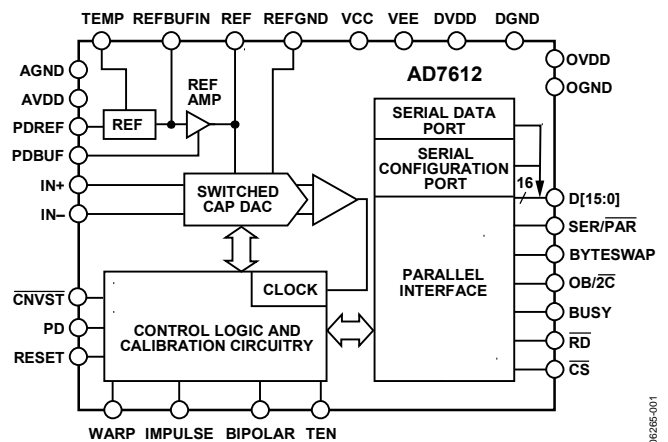 TEMP REFBUFIN REF REFGND VCC VEE DVDD DGND
AGND
AVDD
PDREF
PDBUF
IN+
IN–
CNVST
PD
RESET
REF
REF
AMP
SWITCHED
CAP DAC
CLOCK
CONTROL LOGIC AND
CALIBRATION CIRCUITRY
AD7612
SERIAL DATA
PORT
SERIAL
CONFIGURATION
PORT
16
PARALLEL
INTERFACE
OVDD
OGND
D[15:0]
SER/PAR
BYTESWAP
OB/2C
BUSY
RD
CS
WARP IMPULSE BIPOLAR TEN
06265-001